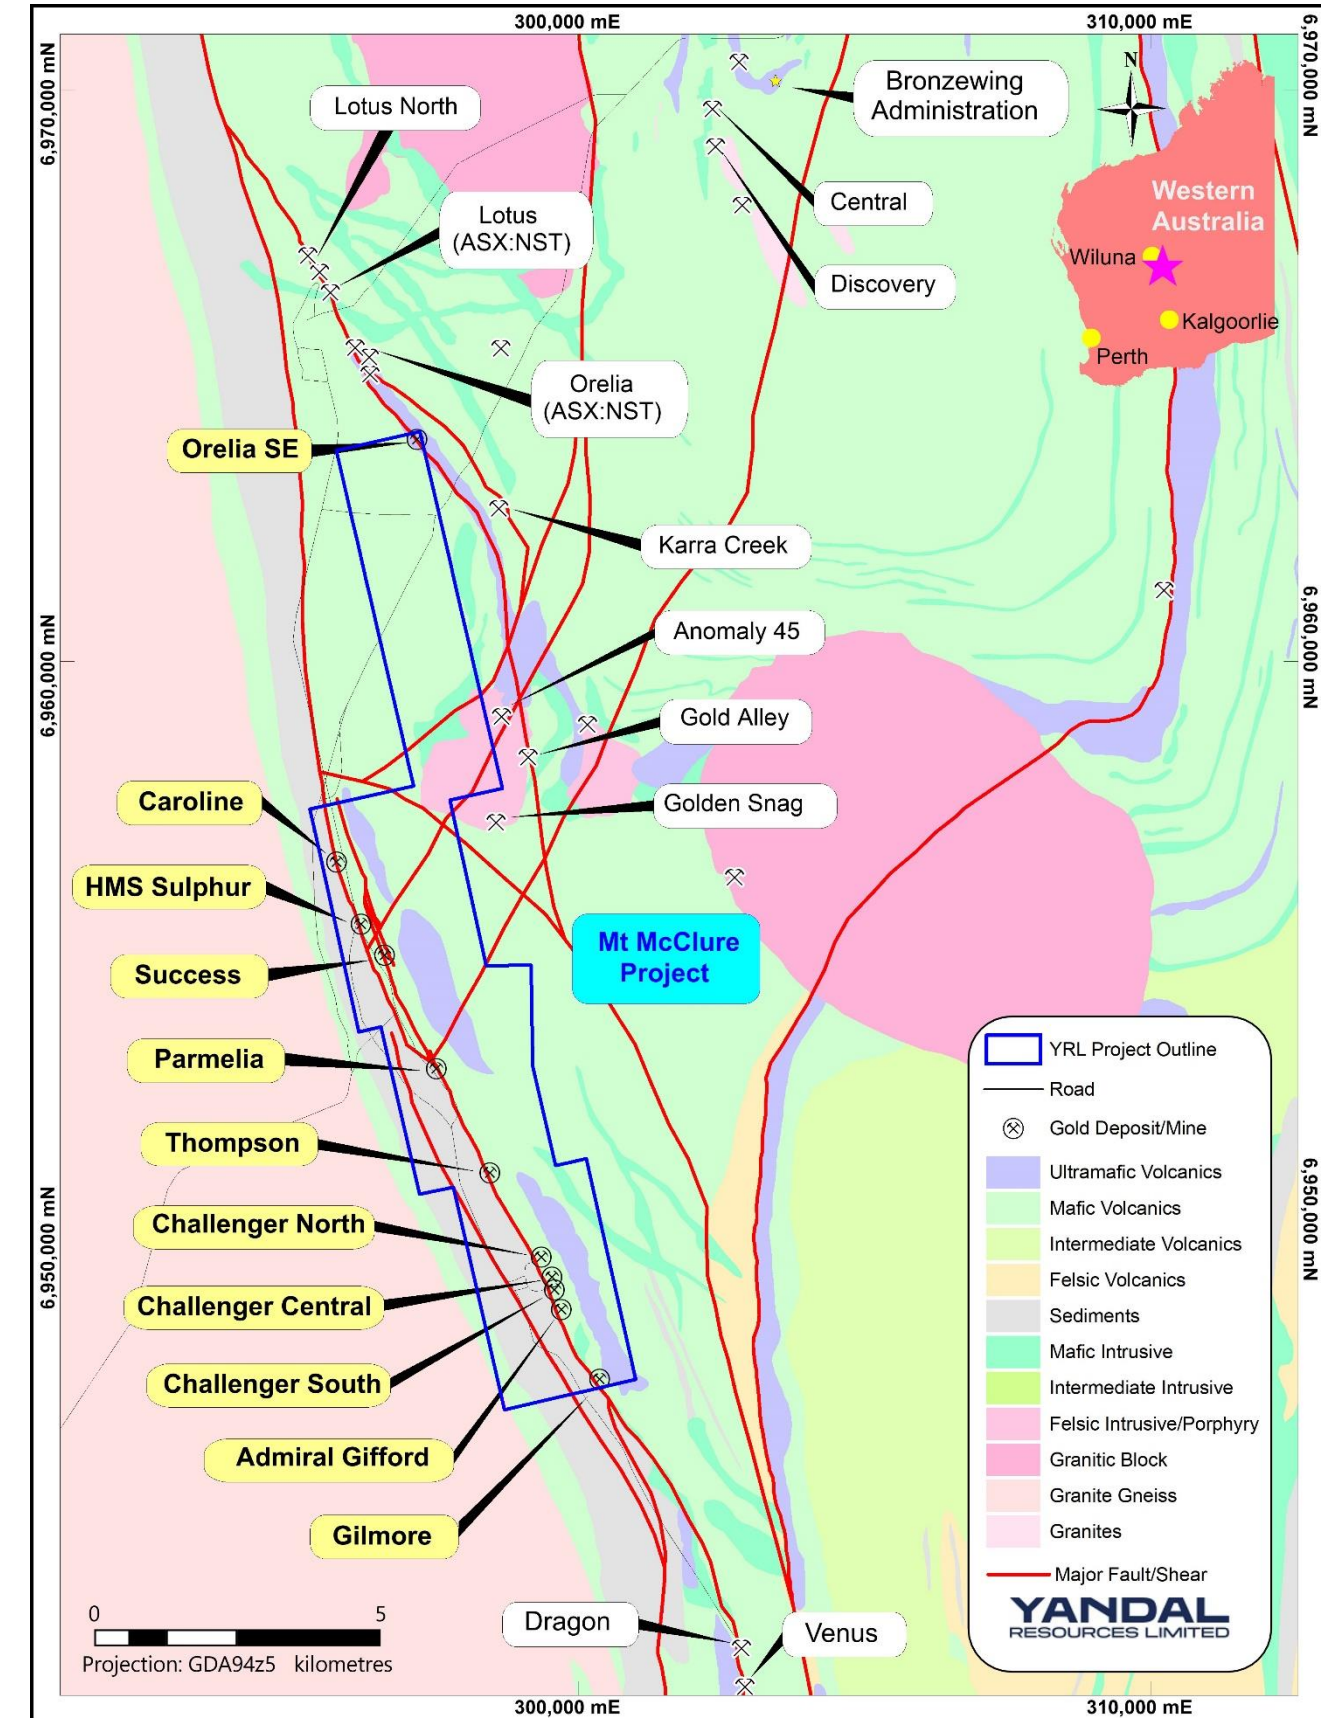 300,000 mE
310,000 mE
6,970,000 mN
6,970,000 mN
N
Lotus North
Bronzewing
Administration
Lotus
(ASX:NST)
Central
Western
Australia
Wiluna
Discovery
Kalgoorlie
Perth
Orelia
(ASX:NST)
Orelia SE
Karra Creek
Anomaly 45
6,960,000 mN
6,960,000 mN
Gold Alley
Caroline
Golden Snag
HMS Sulphur
Mt McClure
Project
Success
Parmelia
Thompson
Challenger North
6,950,000 mN
6,950,000 mN
Challenger Central
Challenger South
Admiral Gifford
Gilmore
Dragon
Venus
YRL Project Outline
Road
Gold Deposit/Mine
Ultramafic Volcanics
Mafic Volcanics
Intermediate Volcanics
Felsic Volcanics
Sediments
Mafic Intrusive
Intermediate Intrusive
Felsic Intrusive/Porphyry
Granitic Block
Granite Gneiss
Granites
Major Fault/Shear
YANDAL
RESOURCES LIMITED
0 5
Projection: GDA94z5 kilometres
300,000 mE
310,000 mE